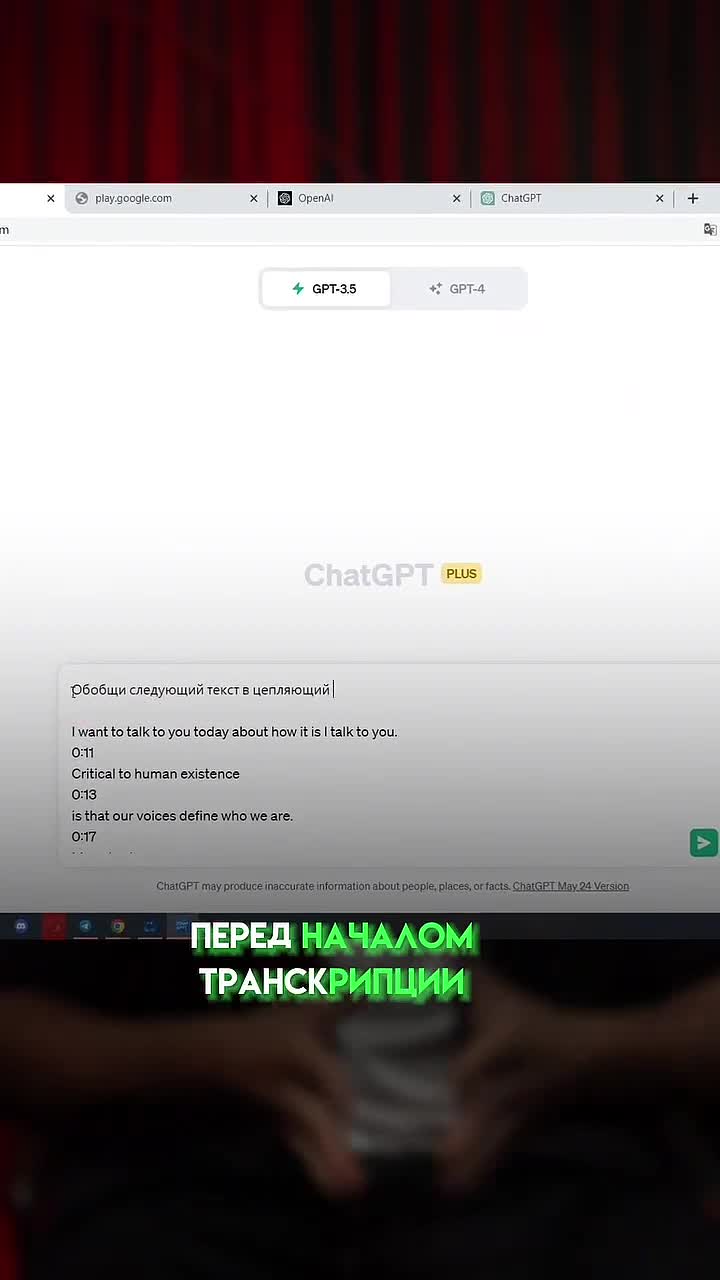 play.google.com
OpenAI
ChatGPT
m
GPT-3.5
GPT-4
ChatGPT PLUS
Обобщи следующий текст в цепляющий
I want to talk to you today about how it is I talk to you.
0:11
Critical to human existence
0:13
is that our voices define who we are.
0:17
ChatGPT may produce inaccurate information about people, places, or facts. ChatGPT May 24 Version
ПЕРЕД НАЧАЛОМ
ТРАНСКРИПЦИИ